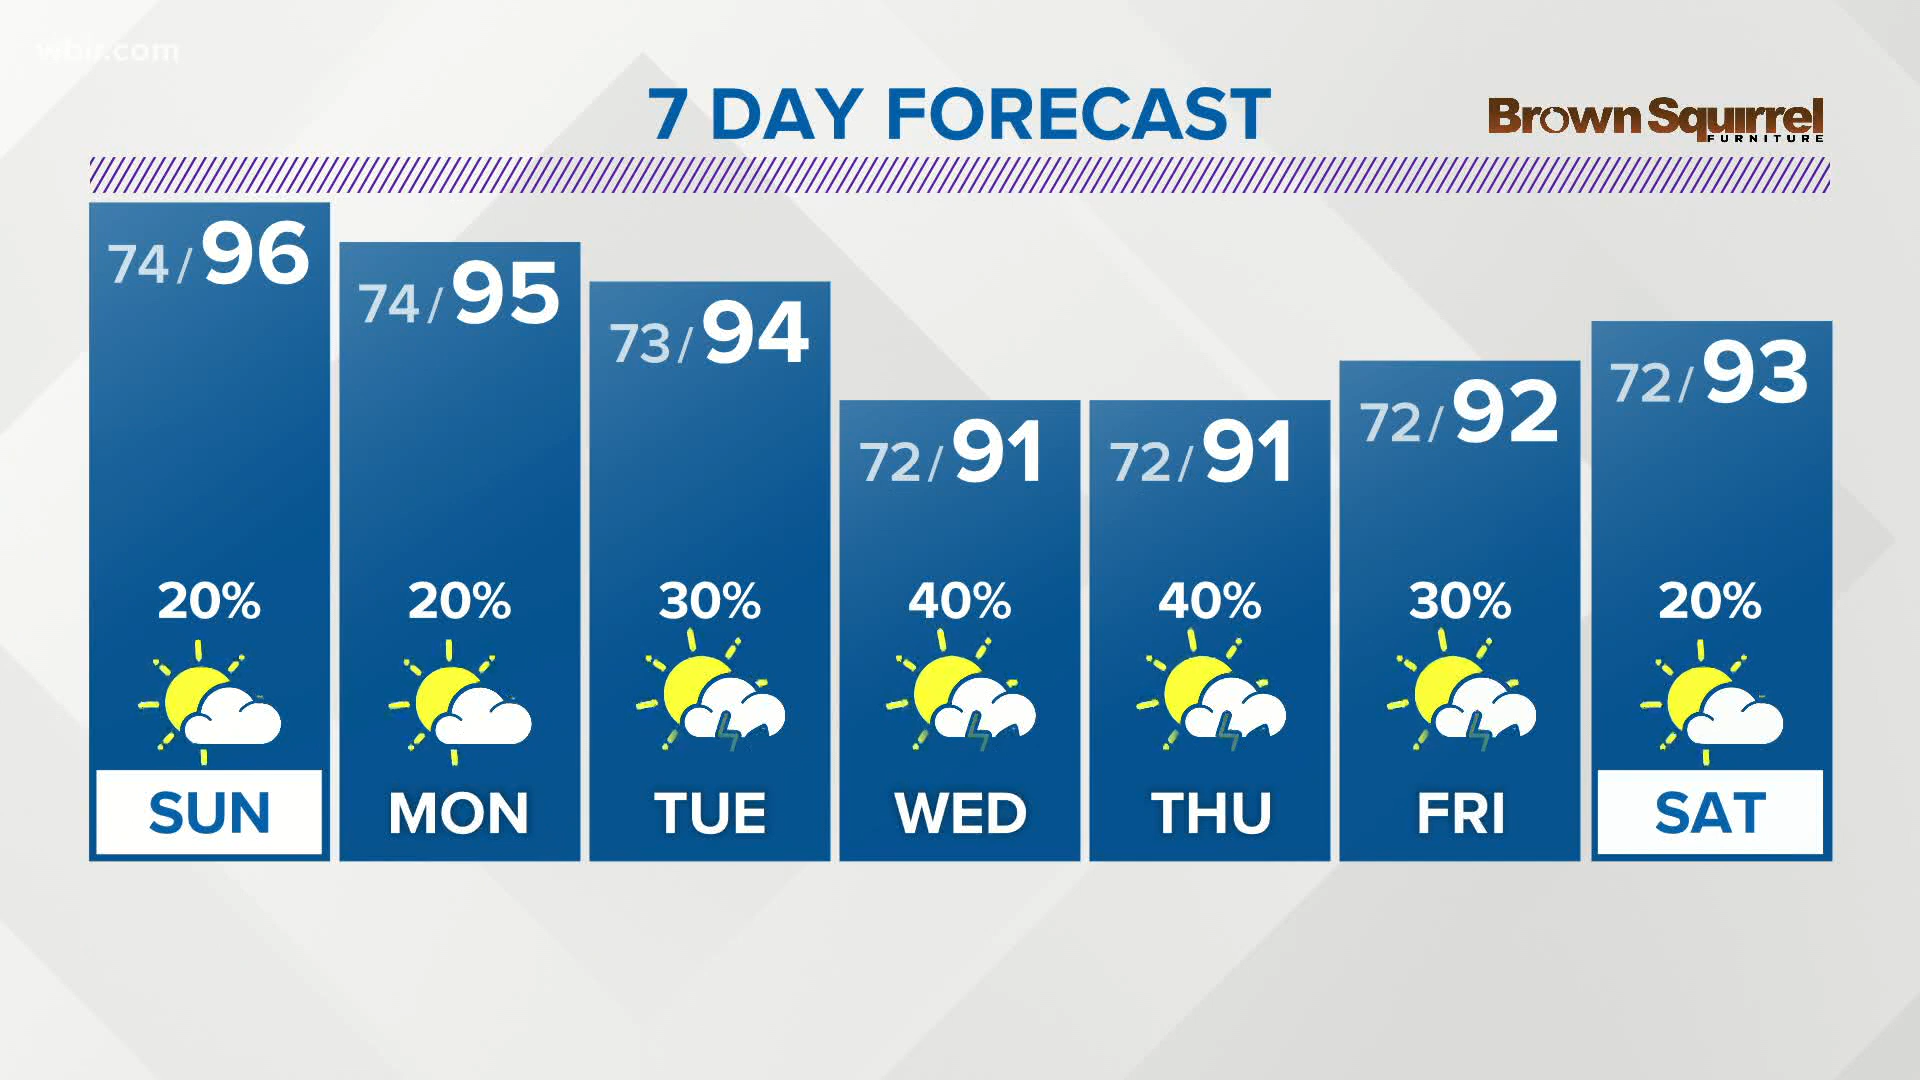 wbir.com
7 DAY FORECAST
Brown Squirrel
FURNITURE
74/96 74/95 73/94 72/91 72/91 72/92 72/93
20% 20% 30% 40% 40% 30% 20%
SUN MON TUE WED THU FRI SAT